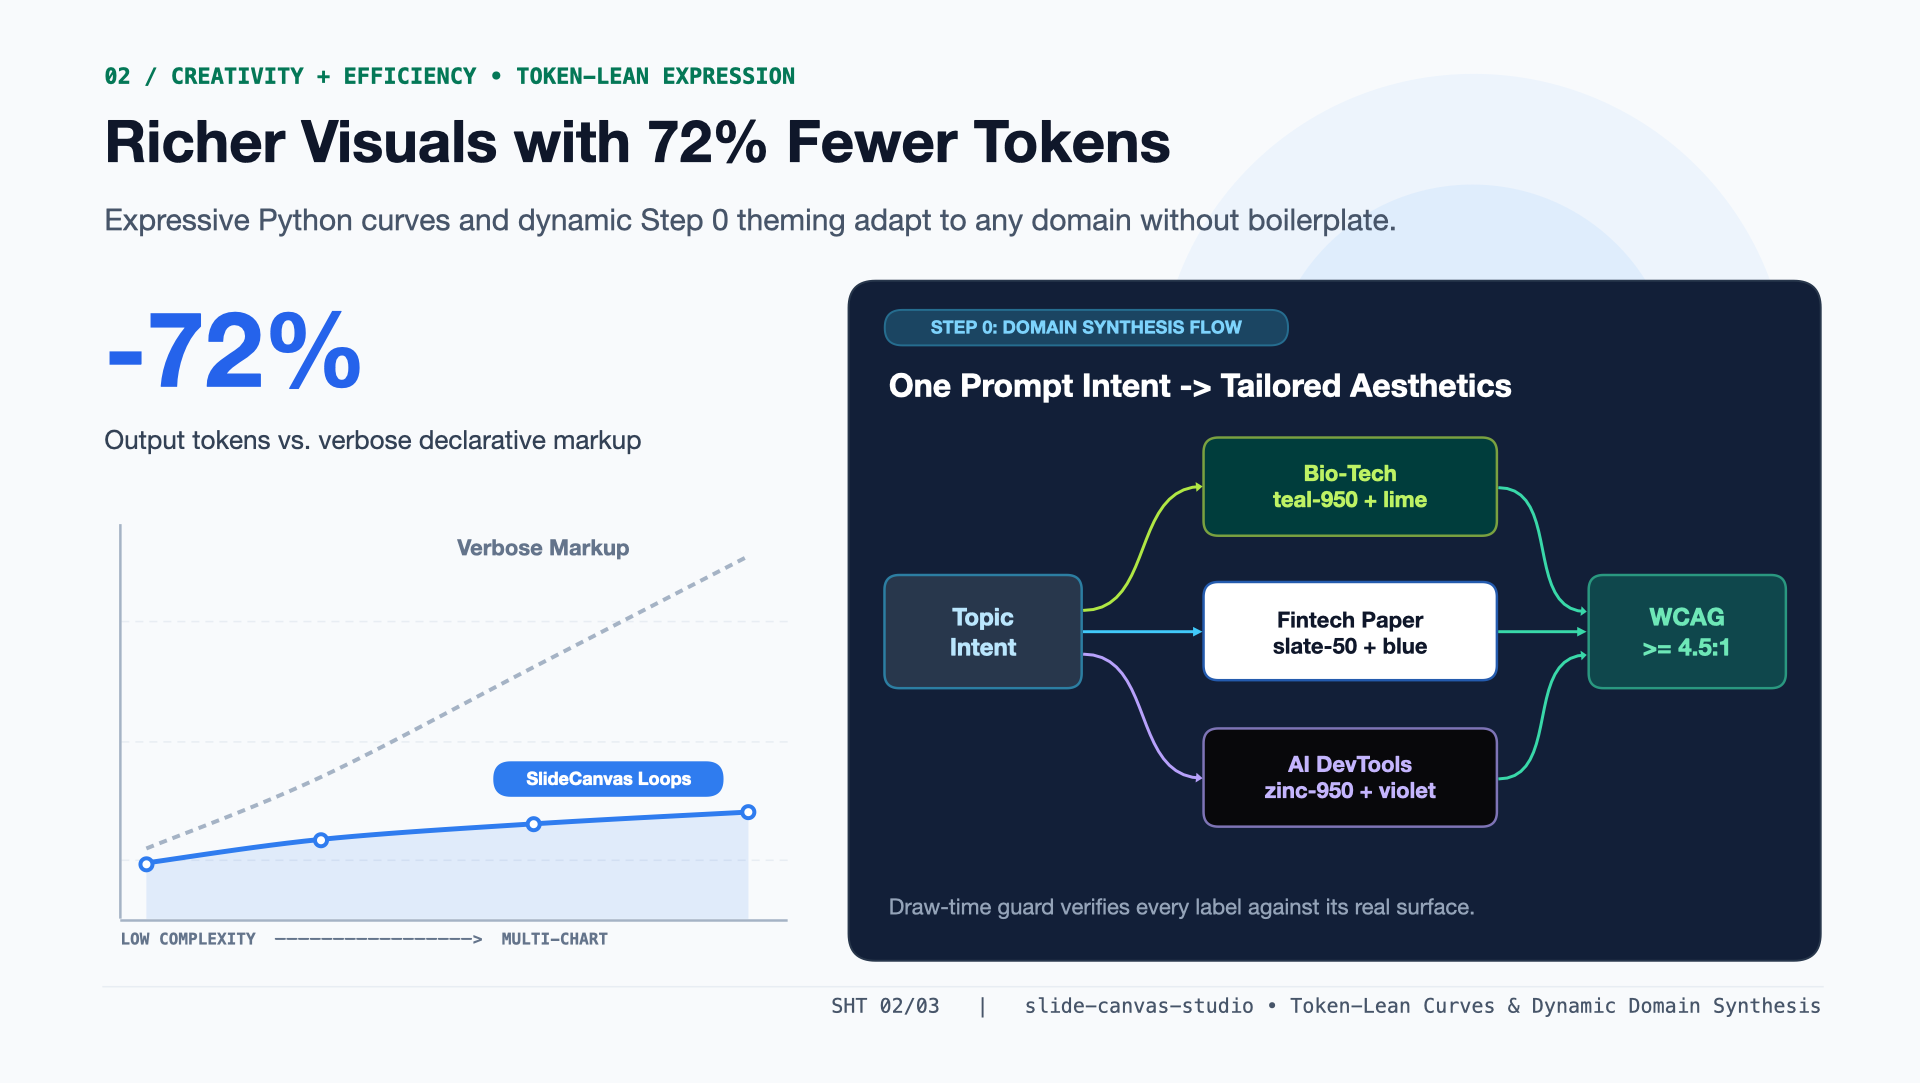 02 / CREATIVITY + EFFICIENCY • TOKEN-LEAN EXPRESSION
Richer Visuals with 72% Fewer Tokens
Expressive Python curves and dynamic Step 0 theming adapt to any domain without boilerplate.
-72%
Output tokens vs. verbose declarative markup
Verbose Markup
SlideCanvas Loops
LOW COMPLEXITY -----------------> MULTI-CHART
STEP 0: DOMAIN SYNTHESIS FLOW
One Prompt Intent -> Tailored Aesthetics
Topic
Intent
Bio-Tech
teal-950 + lime
Fintech Paper
slate-50 + blue
AI DevTools
zinc-950 + violet
WCAG
>= 4.5:1
Draw-time guard verifies every label against its real surface.
SHT 02/03 | slide-canvas-studio • Token-Lean Curves & Dynamic Domain Synthesis